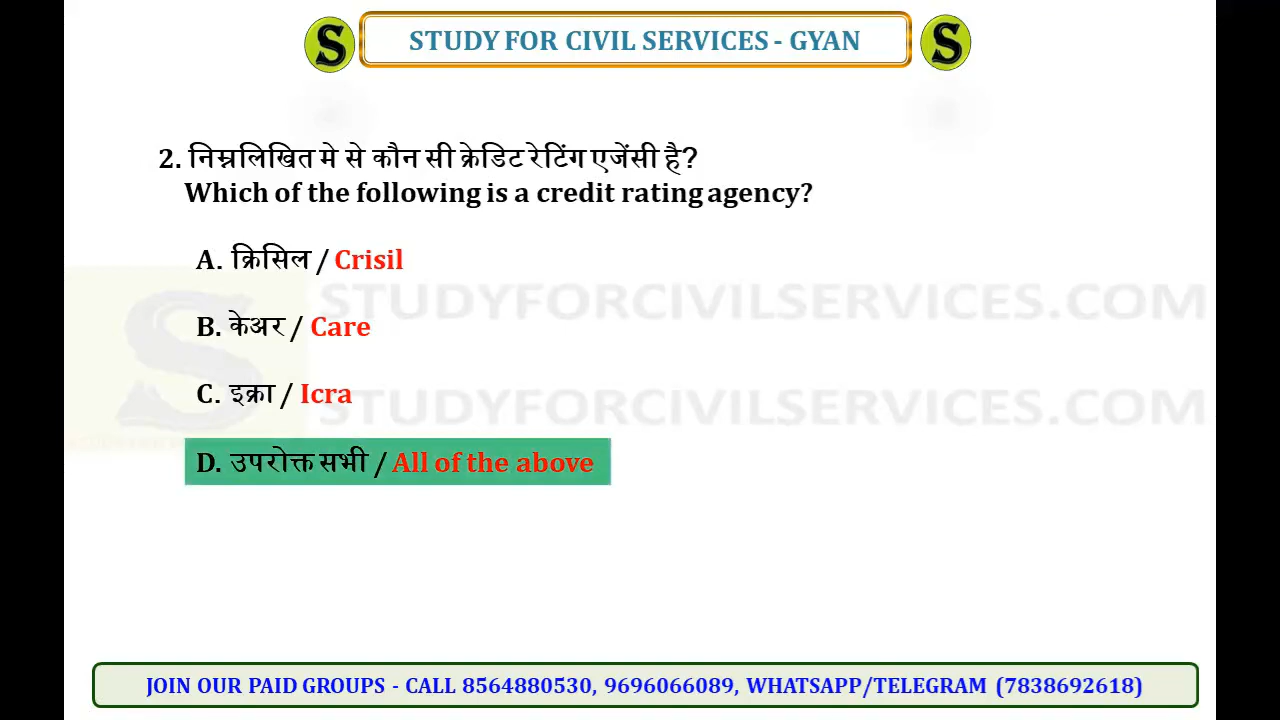 STUDY FOR CIVIL SERVICES - GYAN
2. निम्नलिखित मे से कौन सी क्रेडिट रेटिंग एजेंसी है?
Which of the following is a credit rating agency?
A. क्रिसिल / Crisil
STUDYFORCIVILSERVICES.COM
B. केअर / Care
C. इक्रा / Icra
STUDYFORCIVILSERVICES.COM
D. उपरोक्त सभी / All of the above
JOIN OUR PAID GROUPS - CALL 8564880530, 9696066089, WHATSAPP/TELEGRAM (7838692618)